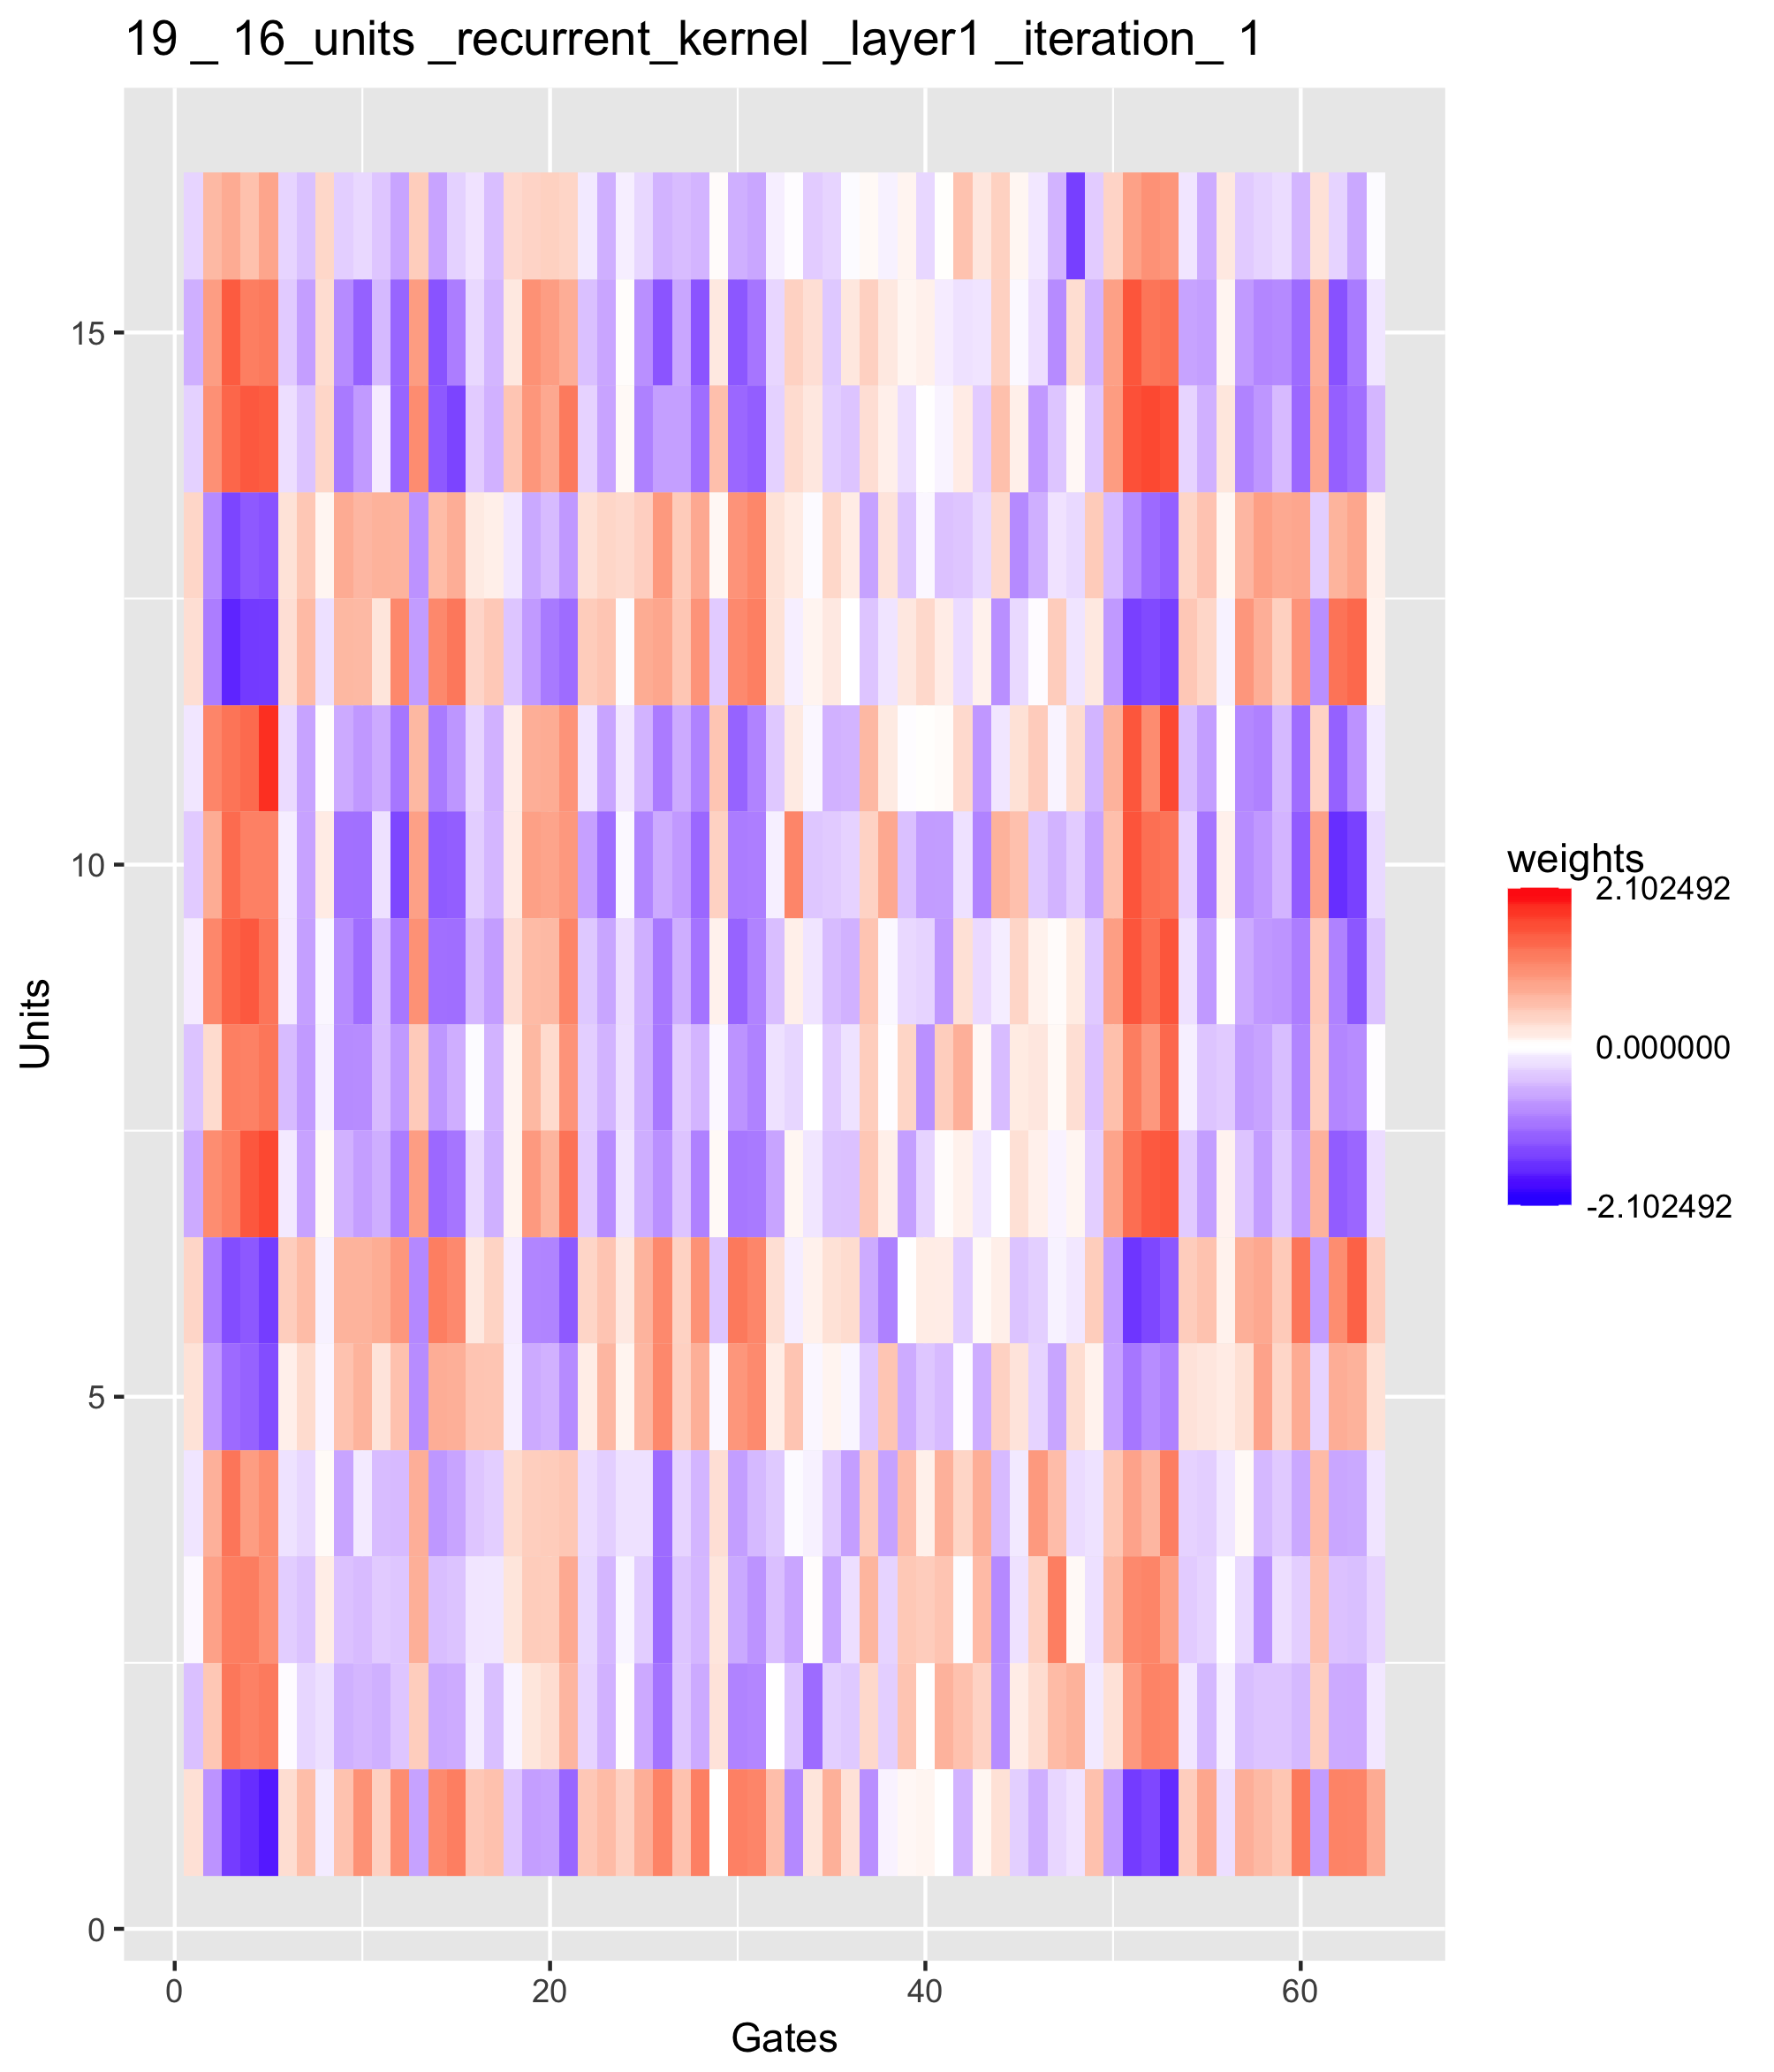 19 _ 16_units _recurrent_kernel _layer1 _iteration_ 1
15
10
5
0
Units
0 20 40 60
Gates
weights
2.102492
0.000000
-2.102492